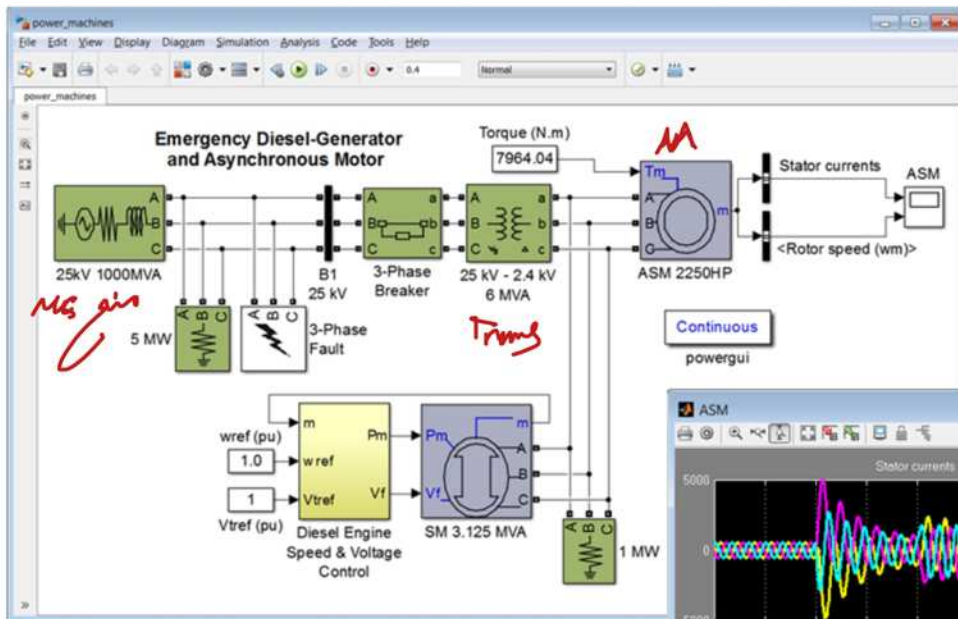 power_machines
File Edit View Display Diagram Simulation Analysis Code Tools Help
0.4 Normal
power_machines
Emergency Diesel-Generator
and Asynchronous Motor
Torque (N.m)
7964.04
Tm
A
B
C
m
Stator currents
<Rotor speed (wm)>
ASM
ASM 2250HP
A
B
C
25kV 1000MVA
B1
25 kV
A a
B b
C c
3-Phase
Breaker
A a
B b
C c
25 kV - 2.4 kV
6 MVA
A B C
5 MW
A B C
3-Phase
Fault
Continuous
powergui
wref (pu)
1.0
1
Vtref (pu)
m
w ref
Vtref
Pm
Vf
Diesel Engine
Speed & Voltage
Control
Pm
Vf
m
A
B
C
SM 3.125 MVA
A B C
1 MW
ASM
Stator currents
5000
0
5000